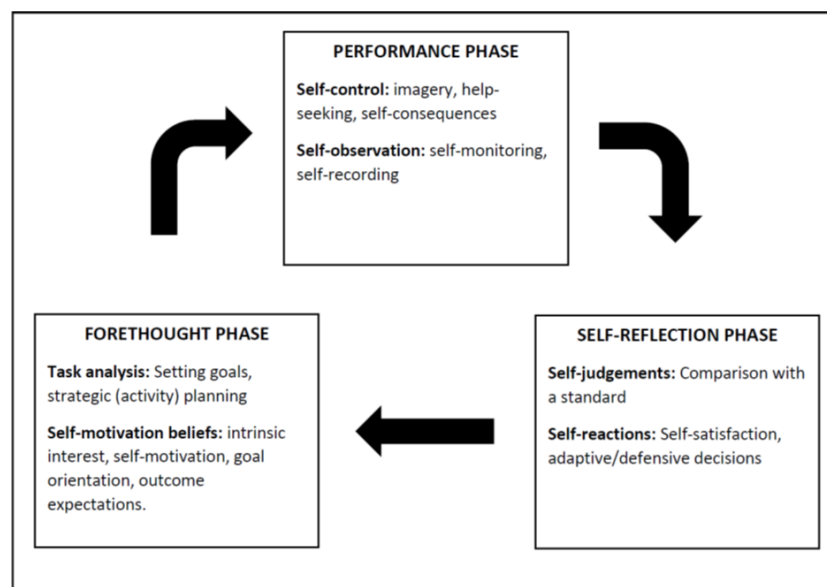 PERFORMANCE PHASE
Self-control: imagery, help-
seeking, self-consequences
Self-observation: self-monitoring,
self-recording
FORETHOUGHT PHASE
Task analysis: Setting goals,
strategic (activity) planning
Self-motivation beliefs: intrinsic
interest, self-motivation, goal
orientation, outcome
expectations.
SELF-REFLECTION PHASE
Self-judgements: Comparison with
a standard
Self-reactions: Self-satisfaction,
adaptive/defensive decisions